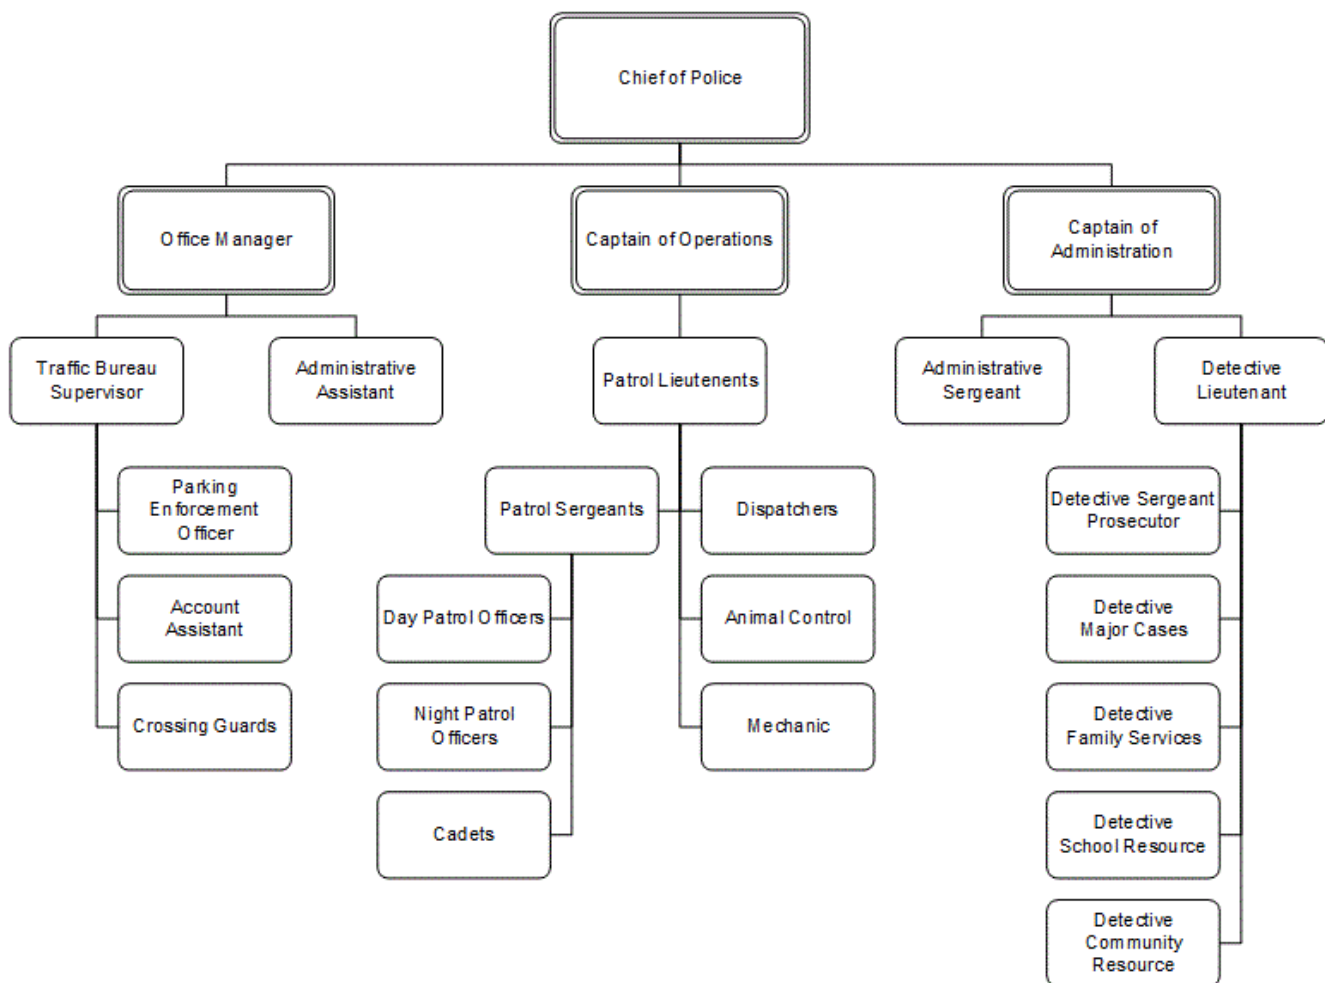 Chief of Police
Office Manager
Captain of Operations
Captain of
Administration
Traffic Bureau
Supervisor
Administrative
Assistant
Patrol Lieutenents
Administrative
Sergeant
Detective
Lieutenant
Parking
Enforcement
Officer
Patrol Sergeants
Dispatchers
Detective Sergeant
Prosecutor
Account
Assistant
Day Patrol Officers
Animal Control
Detective
Major Cases
Crossing Guards
Night Patrol
Officers
Mechanic
Detective
Family Services
Cadets
Detective
School Resource
Detective
Community
Resource